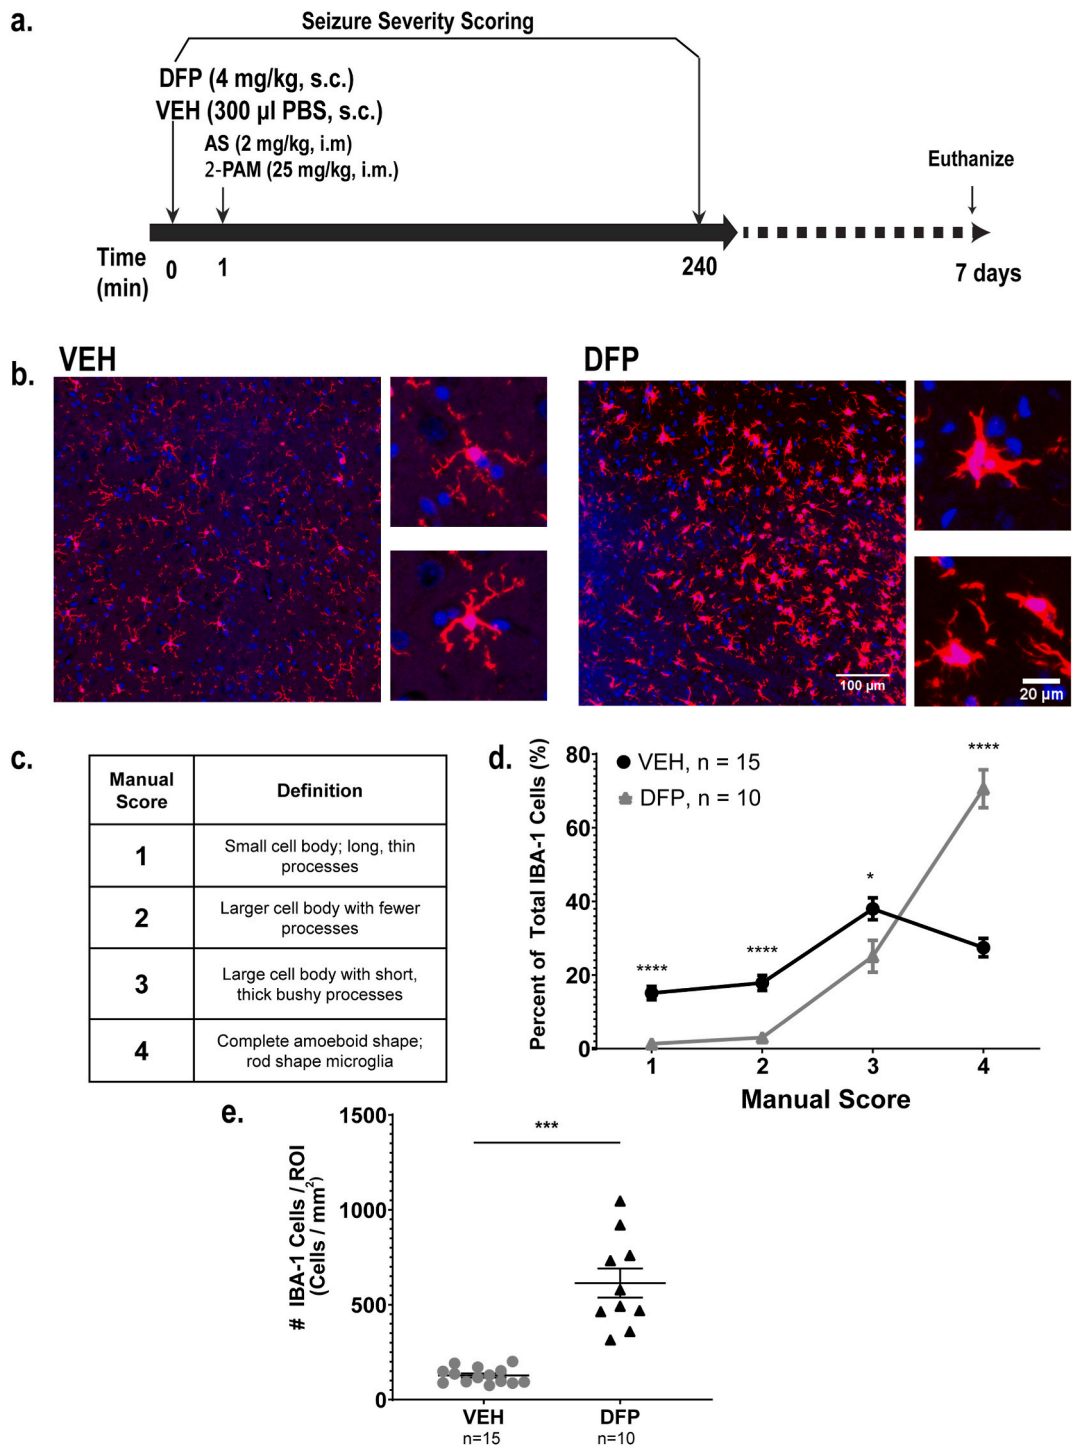 a.
Seizure Severity Scoring
DFP (4 mg/kg, s.c.)
VEH (300 µl PBS, s.c.)
AS (2 mg/kg, i.m)
2-PAM (25 mg/kg, i.m.)
Euthanize
Time
(min)
0
1
240
7 days
b.
VEH
DFP
100 µm
20 µm
c.
Manual
Score
Definition
1
Small cell body; long, thin
processes
2
Larger cell body with fewer
processes
3
Large cell body with short,
thick bushy processes
4
Complete amoeboid shape;
rod shape microglia
d.
Percent of Total IBA-1 Cells (%)
80
60
40
20
0
VEH, n = 15
DFP, n = 10
****
****
*
****
1
2
3
4
Manual Score
e.
# IBA-1 Cells / ROI
(Cells / mm²)
1500
1000
500
0
***
VEH
n=15
DFP
n=10